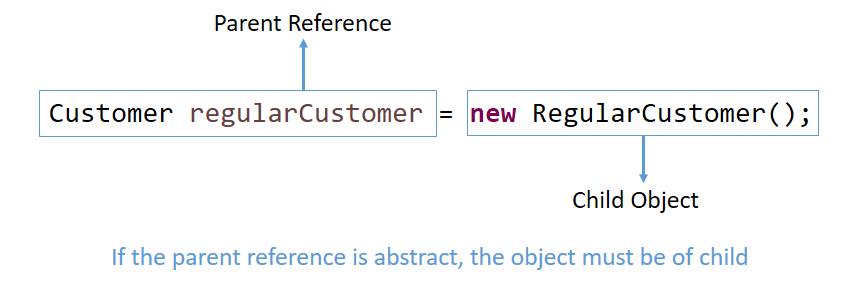 Parent Reference
Customer regularCustomer = new RegularCustomer();
Child Object
If the parent reference is abstract, the object must be of child